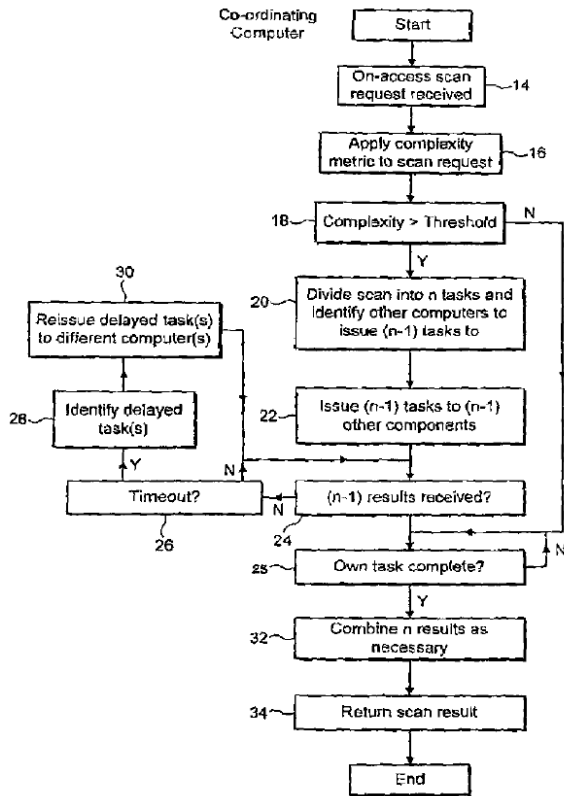 Co-ordinating
Computer
Start
On-access scan
request received
14
Apply complexity
metric to scan request
16
18
Complexity > Threshold
N
Y
30
Reissue delayed task(s)
to different computer(s)
20
Divide scan into n tasks and
Identify other computers to
issue (n-1) tasks to
28
Identify delayed
task(s)
22
Issue (n-1) tasks to (n-1)
other components
Y
N
Timeout?
26
N
(n-1) results received?
24
25
Own task complete?
N
Y
32
Combine n results as
necessary
34
Return scan result
End